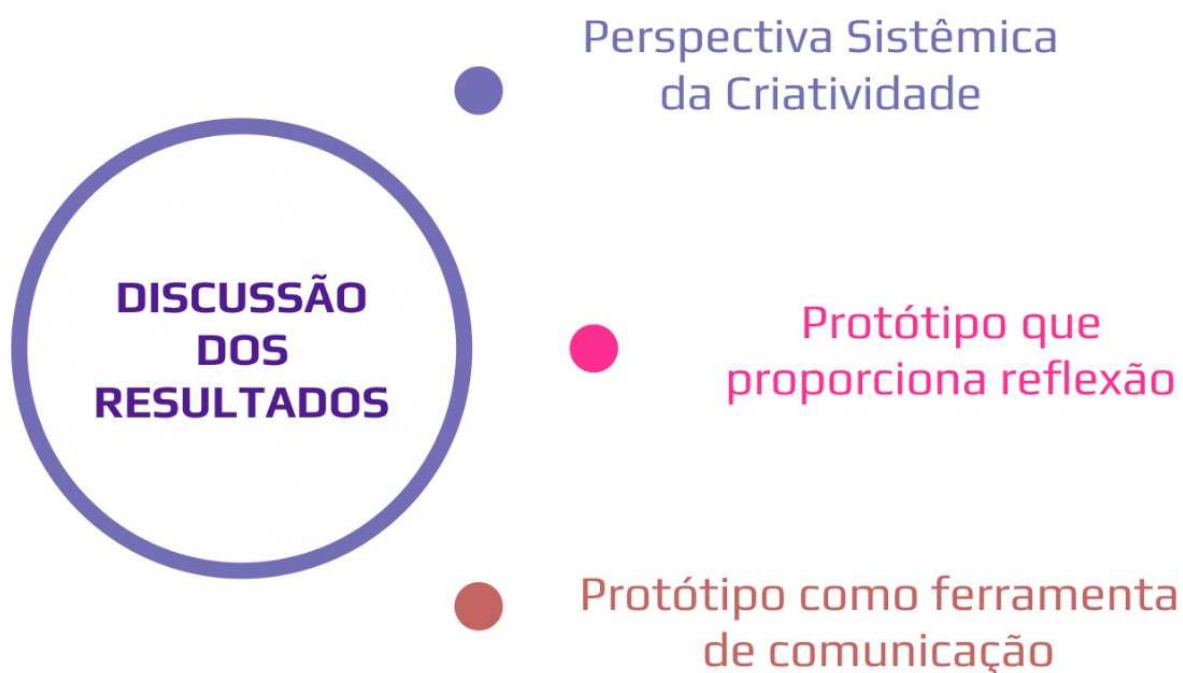 Perspectiva Sistêmica
da Criatividade
DISCUSSÃO
DOS
RESULTADOS
Protótipo que
proporciona reflexão
Protótipo como ferramenta
de comunicação